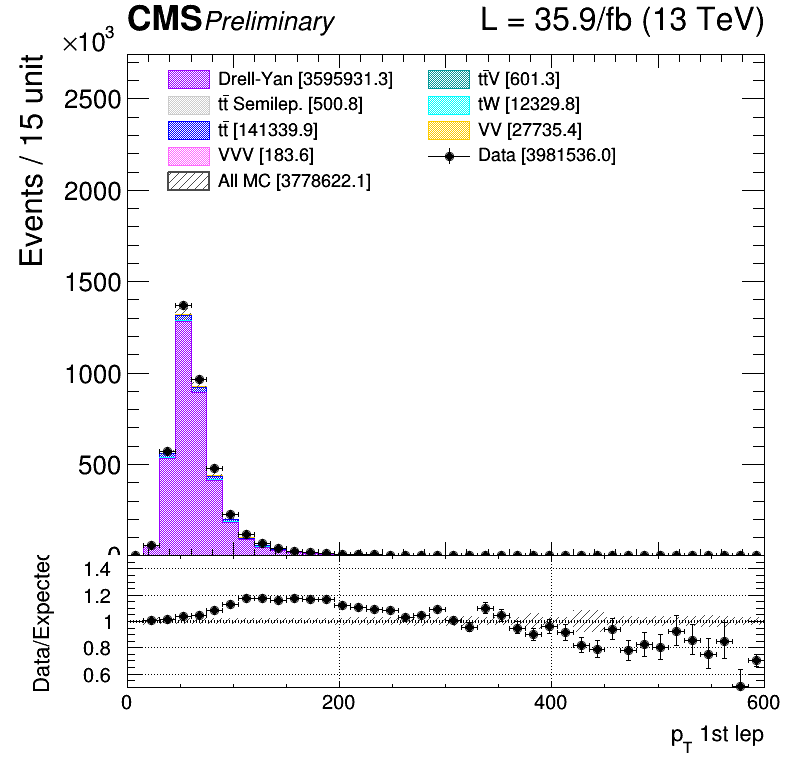 CMS Preliminary L = 35.9/fb (13 TeV)
×10³
Events / 15 unit
2500
2000
1500
1000
500
0
Drell-Yan [3595931.3]
tt̄ Semilep. [500.8]
tt̄ [141339.9]
VVV [183.6]
All MC [3778622.1]
tt̄V [601.3]
tW [12329.8]
VV [27735.4]
Data [3981536.0]
Data/Expected
1.4
1.2
1
0.8
0.6
0 200 400 600
p_T 1st lep